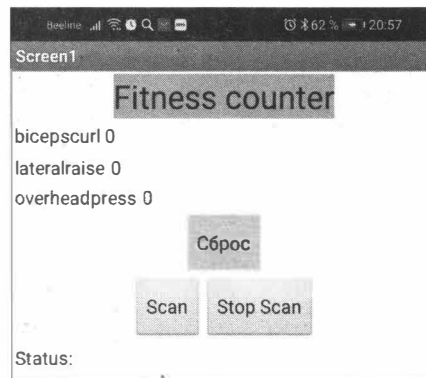 Beeline 62 % 20:57
Screen1
Fitness counter
bicepscurl 0
lateralraise 0
overheadpress 0
Сброс
Scan Stop Scan
Status: